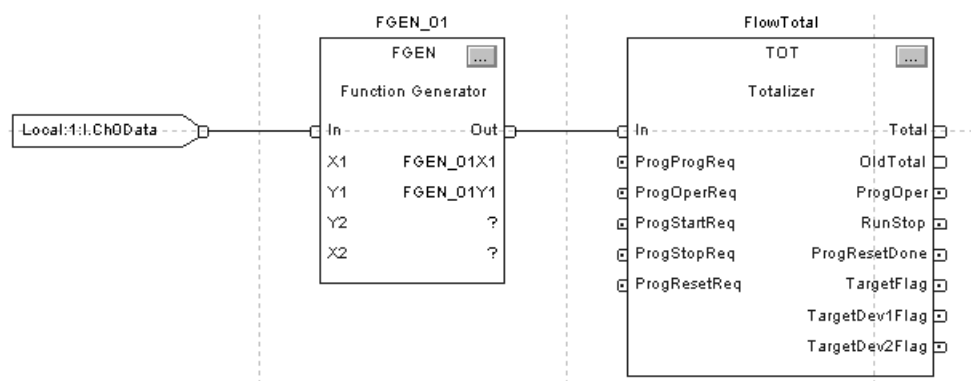 FGEN_01
FGEN
...
Function Generator
Local:1:I.Ch0Data
In Out
X1 FGEN_01X1
Y1 FGEN_01Y1
Y2 ?
X2 ?
FlowTotal
TOT
...
Totalizer
In Total
ProgProgReq OldTotal
ProgOperReq ProgOper
ProgStartReq RunStop
ProgStopReq ProgResetDone
ProgResetReq TargetFlag
TargetDev1Flag
TargetDev2Flag